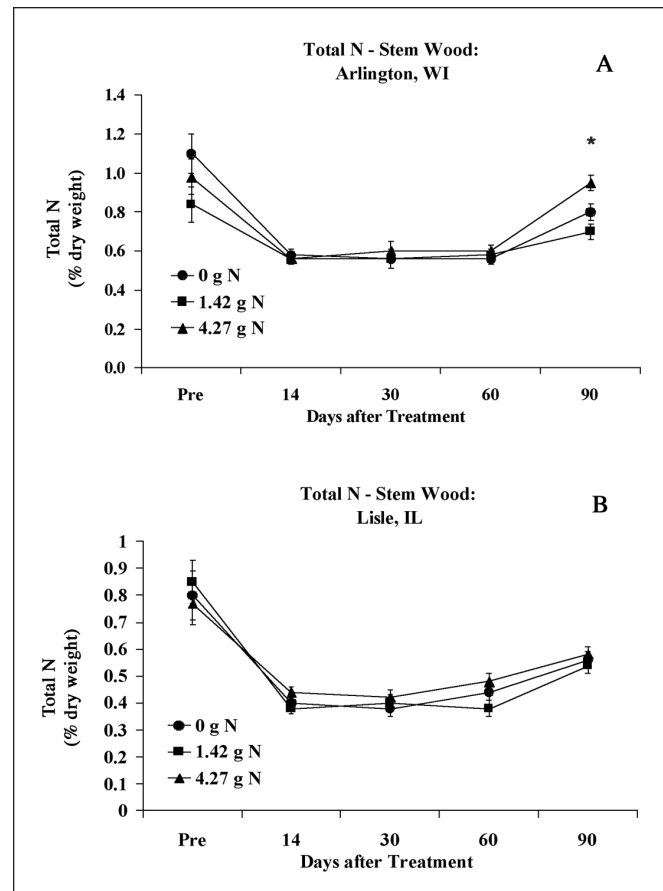 Total N - Stem Wood:
Arlington, WI
A
1.4
1.2
1.0
0.8
0.6
0.4
0.2
0.0
Total N
(% dry weight)
*
0 g N
1.42 g N
4.27 g N
Pre 14 30 60 90
Days after Treatment
Total N - Stem Wood:
Lisle, IL
B
1
0.9
0.8
0.7
0.6
0.5
0.4
0.3
0.2
0.1
0
Total N
(% dry weight)
0 g N
1.42 g N
4.27 g N
Pre 14 30 60 90
Days after Treatment